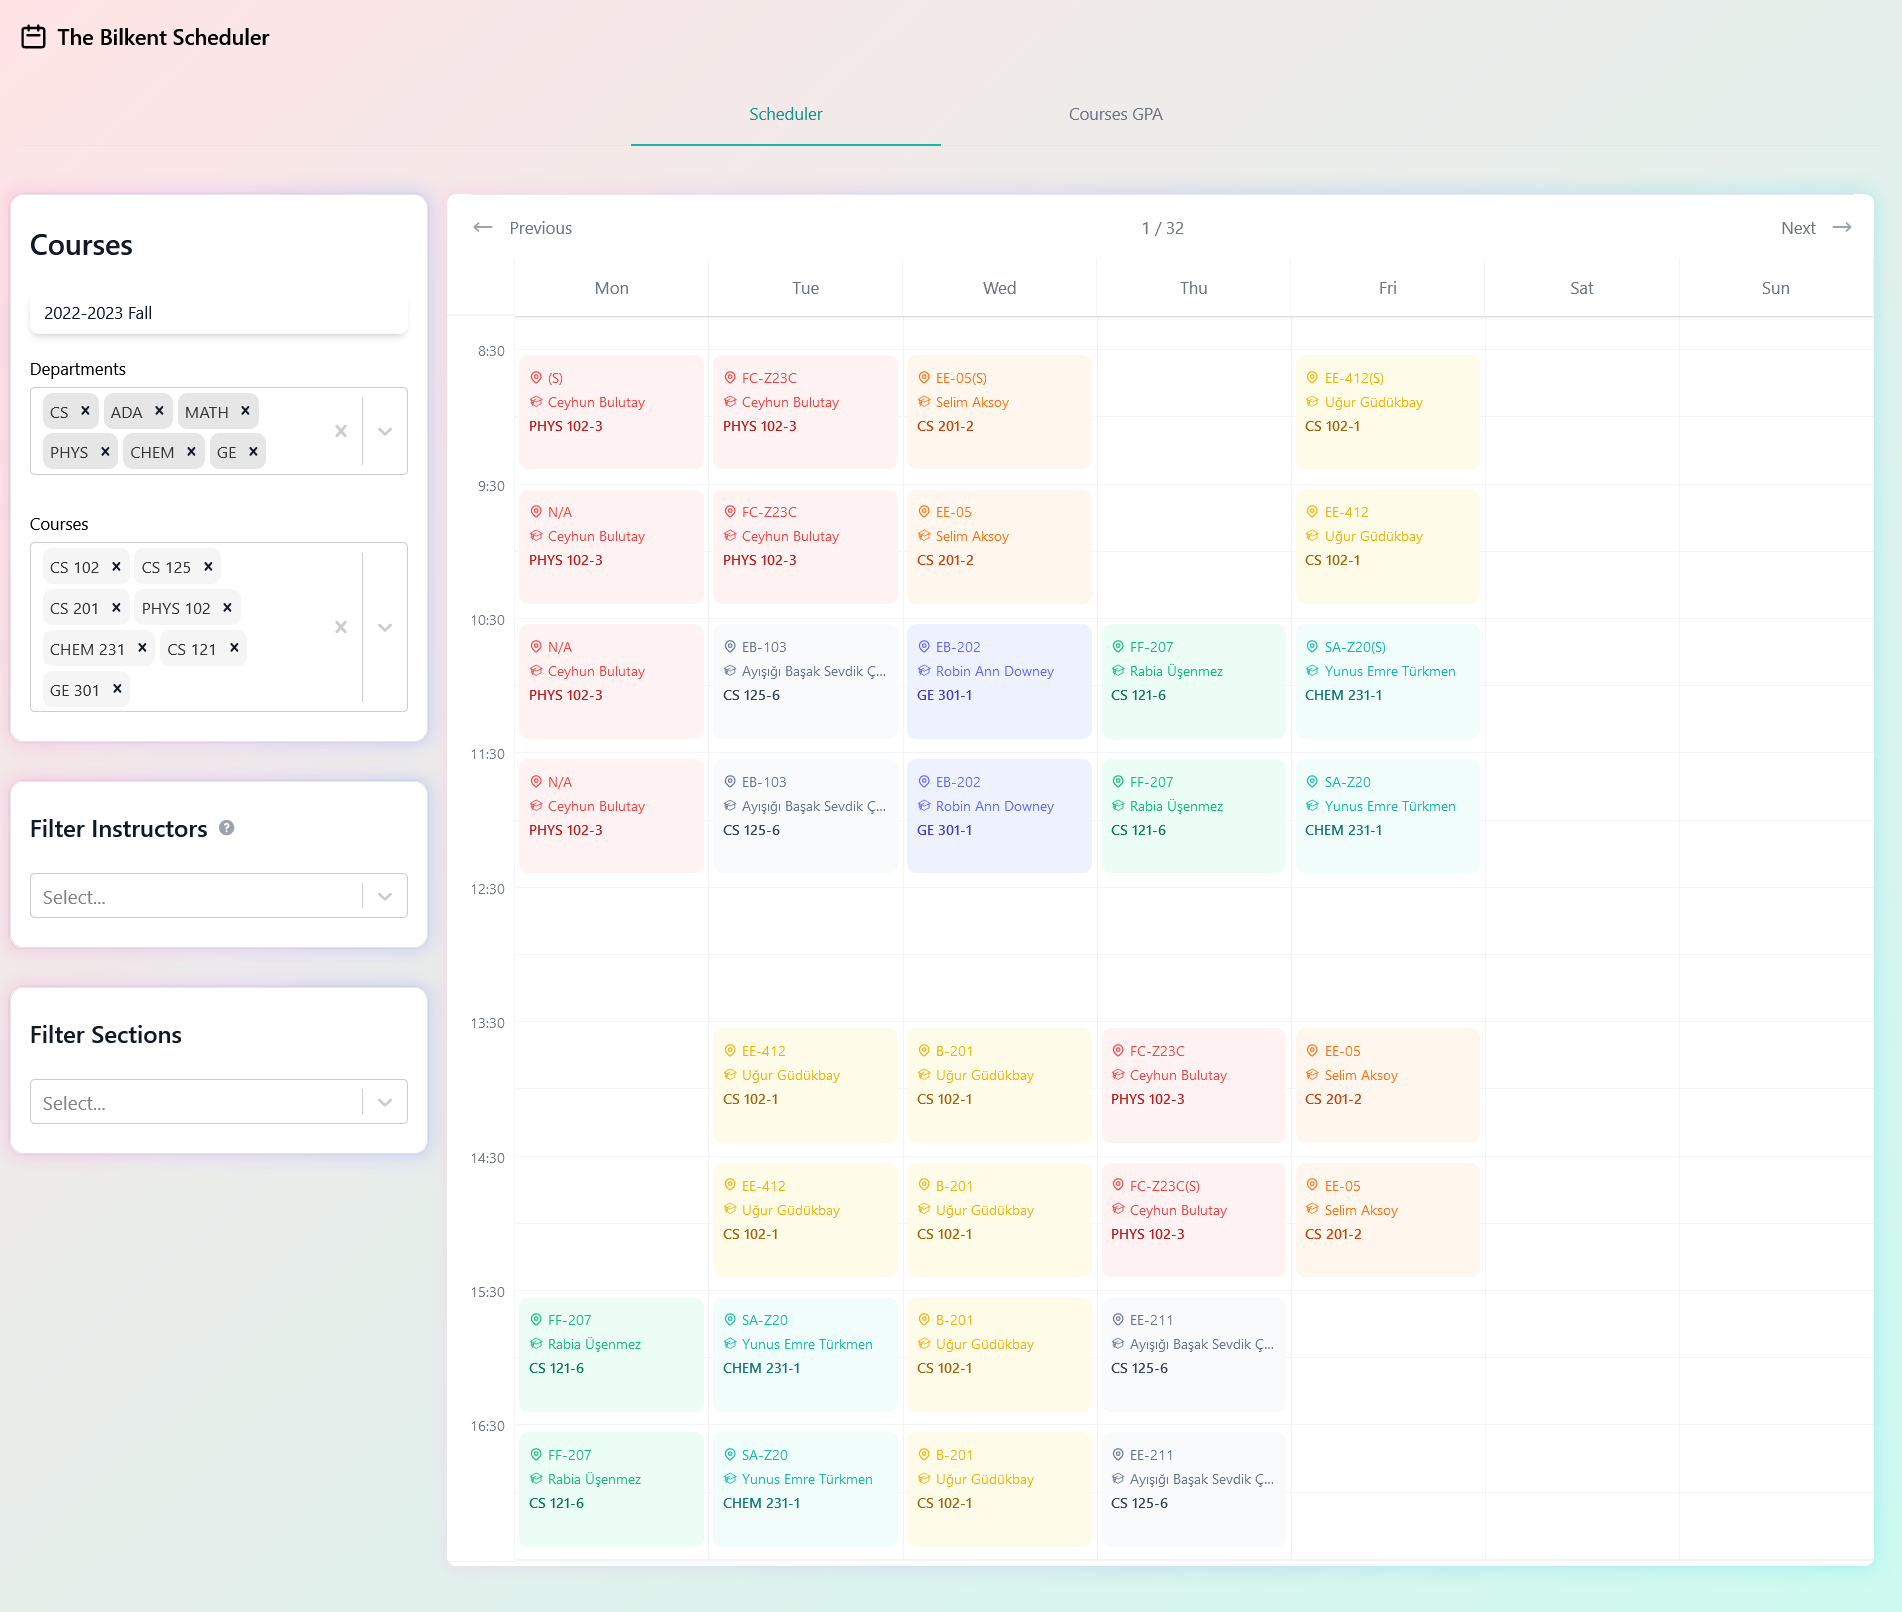 The Bilkent Scheduler
Scheduler
Courses GPA
Courses
2022-2023 Fall
Departments
CS
ADA
MATH
PHYS
CHEM
GE
Courses
CS 102
CS 125
CS 201
PHYS 102
CHEM 231
CS 121
GE 301
Filter Instructors
Select...
Filter Sections
Select...
Previous
1 / 32
Next
Mon
Tue
Wed
Thu
Fri
Sat
Sun
8:30
(S)
Ceyhun Bulutay
PHYS 102-3
FC-Z23C
Ceyhun Bulutay
PHYS 102-3
EE-05(S)
Selim Aksoy
CS 201-2
EE-412(S)
Uğur Güdükbay
CS 102-1
9:30
N/A
Ceyhun Bulutay
PHYS 102-3
FC-Z23C
Ceyhun Bulutay
PHYS 102-3
EE-05
Selim Aksoy
CS 201-2
EE-412
Uğur Güdükbay
CS 102-1
10:30
N/A
Ceyhun Bulutay
PHYS 102-3
EB-103
Ayışığı Başak Sevdik Ç...
CS 125-6
EB-202
Robin Ann Downey
GE 301-1
FF-207
Rabia Üşenmez
CS 121-6
SA-Z20(S)
Yunus Emre Türkmen
CHEM 231-1
11:30
N/A
Ceyhun Bulutay
PHYS 102-3
EB-103
Ayışığı Başak Sevdik Ç...
CS 125-6
EB-202
Robin Ann Downey
GE 301-1
FF-207
Rabia Üşenmez
CS 121-6
SA-Z20
Yunus Emre Türkmen
CHEM 231-1
12:30
13:30
EE-412
Uğur Güdükbay
CS 102-1
B-201
Uğur Güdükbay
CS 102-1
FC-Z23C
Ceyhun Bulutay
PHYS 102-3
EE-05
Selim Aksoy
CS 201-2
14:30
EE-412
Uğur Güdükbay
CS 102-1
B-201
Uğur Güdükbay
CS 102-1
FC-Z23C(S)
Ceyhun Bulutay
PHYS 102-3
EE-05
Selim Aksoy
CS 201-2
15:30
FF-207
Rabia Üşenmez
CS 121-6
SA-Z20
Yunus Emre Türkmen
CHEM 231-1
B-201
Uğur Güdükbay
CS 102-1
EE-211
Ayışığı Başak Sevdik Ç...
CS 125-6
16:30
FF-207
Rabia Üşenmez
CS 121-6
SA-Z20
Yunus Emre Türkmen
CHEM 231-1
B-201
Uğur Güdükbay
CS 102-1
EE-211
Ayışığı Başak Sevdik Ç...
CS 125-6